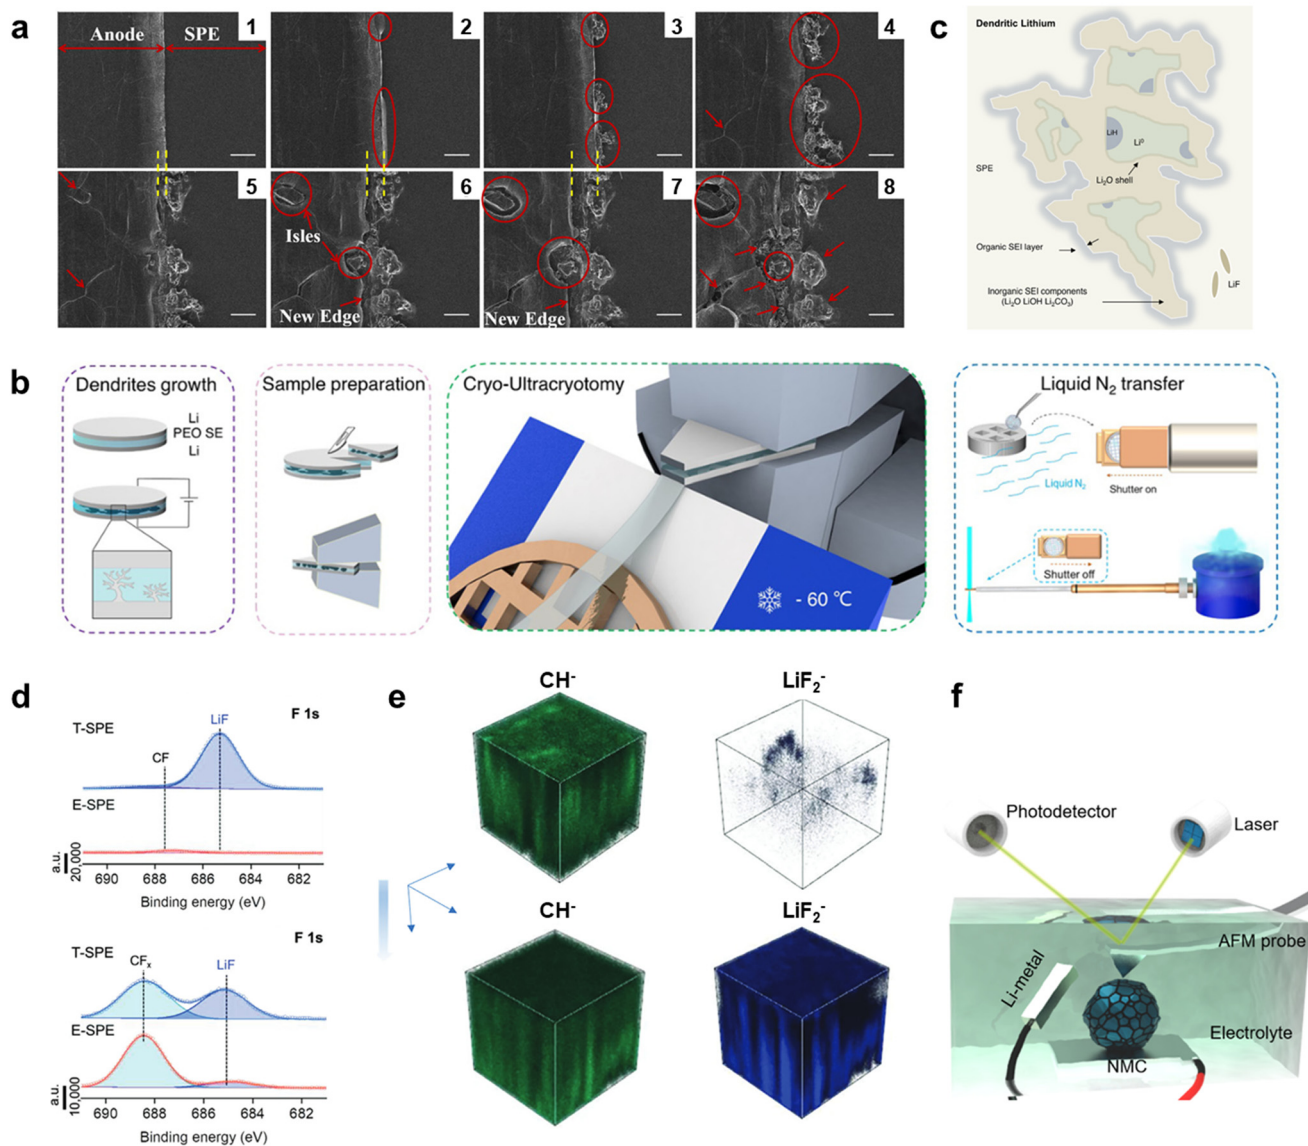 a
Anode
SPE
1
2
3
4
5
6
Isles
New Edge
7
New Edge
8
c
Dendritic Lithium
LiH
Li⁰
Li₂O shell
SPE
Organic SEI layer
Inorganic SEI components
(Li₂O LiOH Li₂CO₃)
LiF
b
Dendrites growth
Li
PEO SE
Li
Sample preparation
Cryo-Ultracryotomy
- 60 ℃
Liquid N₂ transfer
Liquid N₂
Shutter on
Shutter off
d
F 1s
T-SPE
LiF
CF
E-SPE
a.u.
20,000
690 688 686 684 682
Binding energy (eV)
F 1s
T-SPE
CFₓ
LiF
E-SPE
a.u.
10,000
690 688 686 684 682
Binding energy (eV)
e
CH⁻
LiF₂⁻
CH⁻
LiF₂⁻
f
Photodetector
Laser
AFM probe
Li-metal
Electrolyte
NMC